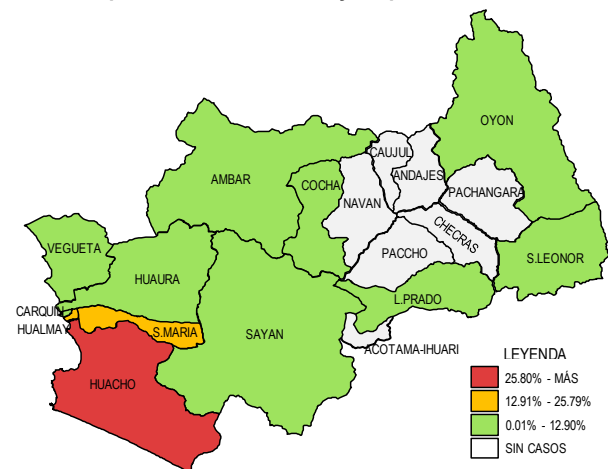 OYON
CAUJUL
AMBAR
COCHA
ANDAJES
PACHANGARA
NAVAN
CHECRAS
VEGUETA
PACCHO
S.LEONOR
HUAURA
L.PRADO
CARQUIN
HUALMAY
S.MARIA
SAYAN
ACOTAMA-IHUARI
HUACHO
LEYENDA
25.80% - MÁS
12.91% - 25.79%
0.01% - 12.90%
SIN CASOS